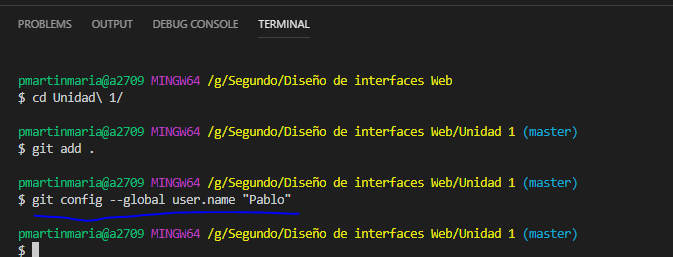 PROBLEMS OUTPUT DEBUG CONSOLE TERMINAL
pmartinmaria@a2709 MINGW64 /g/Segundo/Diseño de interfaces Web
$ cd Unidad\ 1/
pmartinmaria@a2709 MINGW64 /g/Segundo/Diseño de interfaces Web/Unidad 1 (master)
$ git add .
pmartinmaria@a2709 MINGW64 /g/Segundo/Diseño de interfaces Web/Unidad 1 (master)
$ git config --global user.name "Pablo"
pmartinmaria@a2709 MINGW64 /g/Segundo/Diseño de interfaces Web/Unidad 1 (master)
$